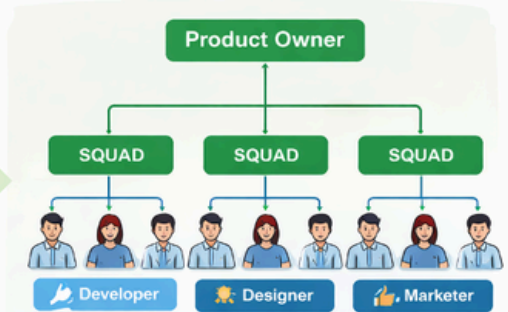 Product Owner
SQUAD
SQUAD
SQUAD
Developer
Designer
Marketer